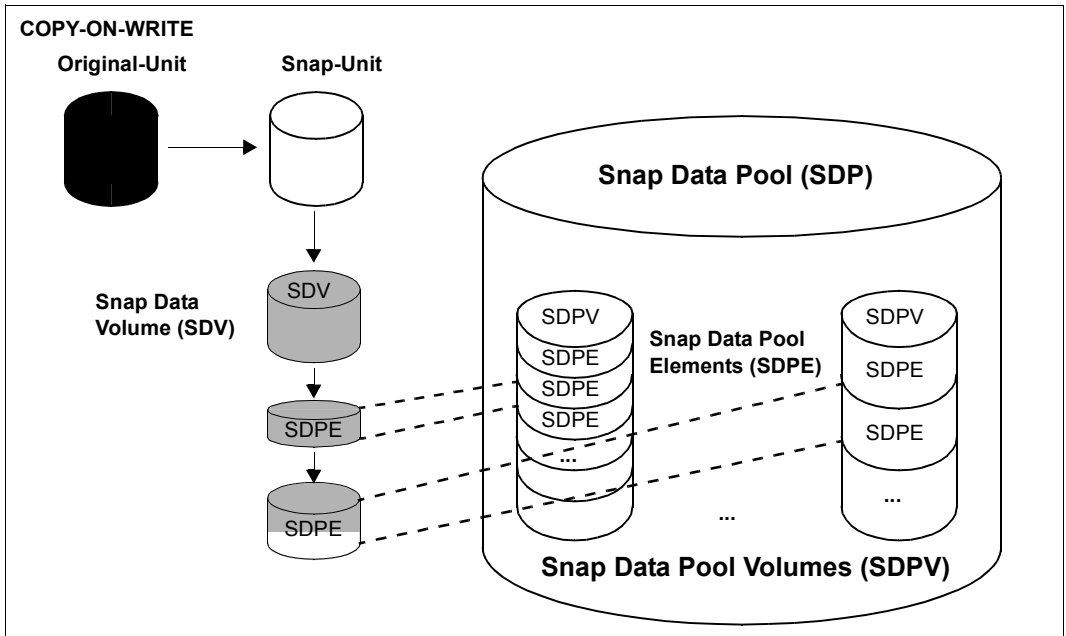 COPY-ON-WRITE
Original-Unit
Snap-Unit
Snap Data Pool (SDP)
Snap Data
Volume (SDV)
SDV
SDPE
SDPE
SDPV
SDPE
SDPE
SDPE
...
Snap Data Pool
Elements (SDPE)
SDPV
SDPE
SDPE
...
...
Snap Data Pool Volumes (SDPV)